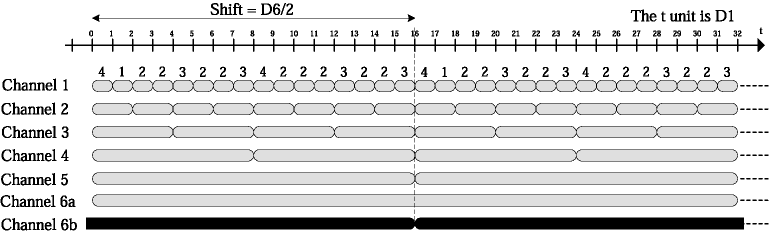 Shift = D6/2
The t unit is D1
0 1 2 3 4 5 6 7 8 9 10 11 12 13 14 15 16 17 18 19 20 21 22 23 24 25 26 27 28 29 30 31 32 t
4 1 2 2 3 2 2 3 4 2 2 2 3 2 2 3 4 1 2 2 3 2 2 3 4 2 2 2 3 2 2 3
Channel 1
Channel 2
Channel 3
Channel 4
Channel 5
Channel 6a
Channel 6b